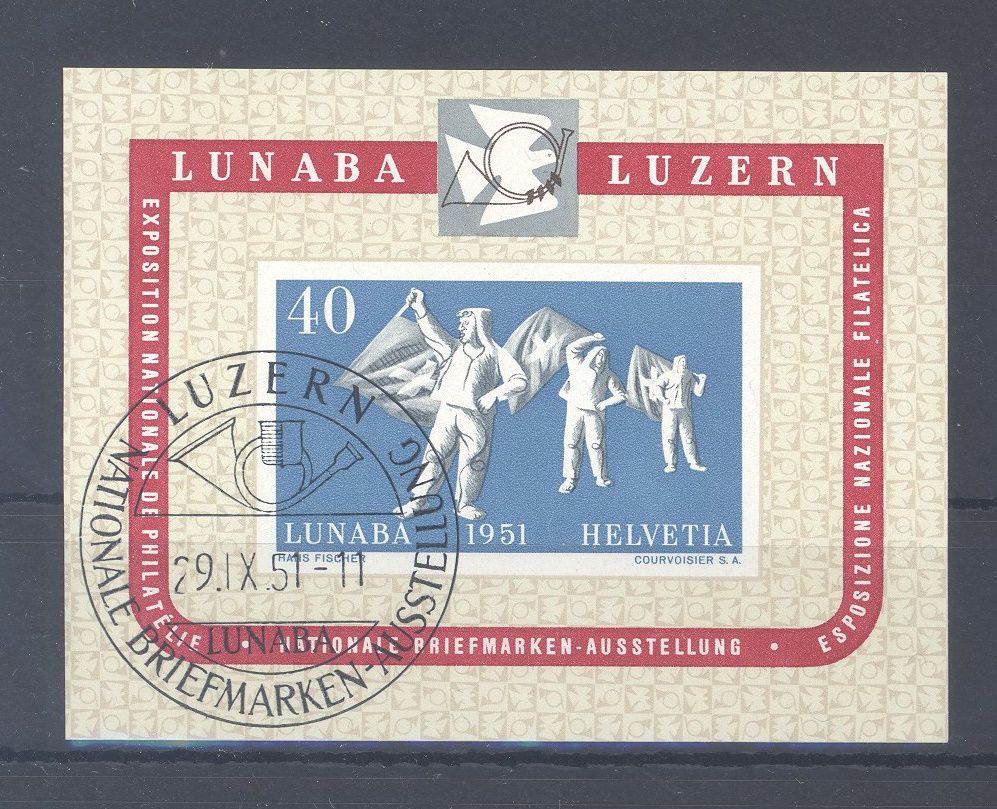 LUNABA LUZERN
EXPOSITION NATIONALE DE PHILATELIE • NATIONALE BRIEFMARKEN-AUSSTELLUNG • ESPOSIZIONE NAZIONALE FILATELICA
40
LUNABA 1951 HELVETIA
HANS FISCHER COURVOISIER S. A.
LUZERN
29.IX.51-11
LUNABA
NATIONALE BRIEFMARKEN-AUSSTELLUNG